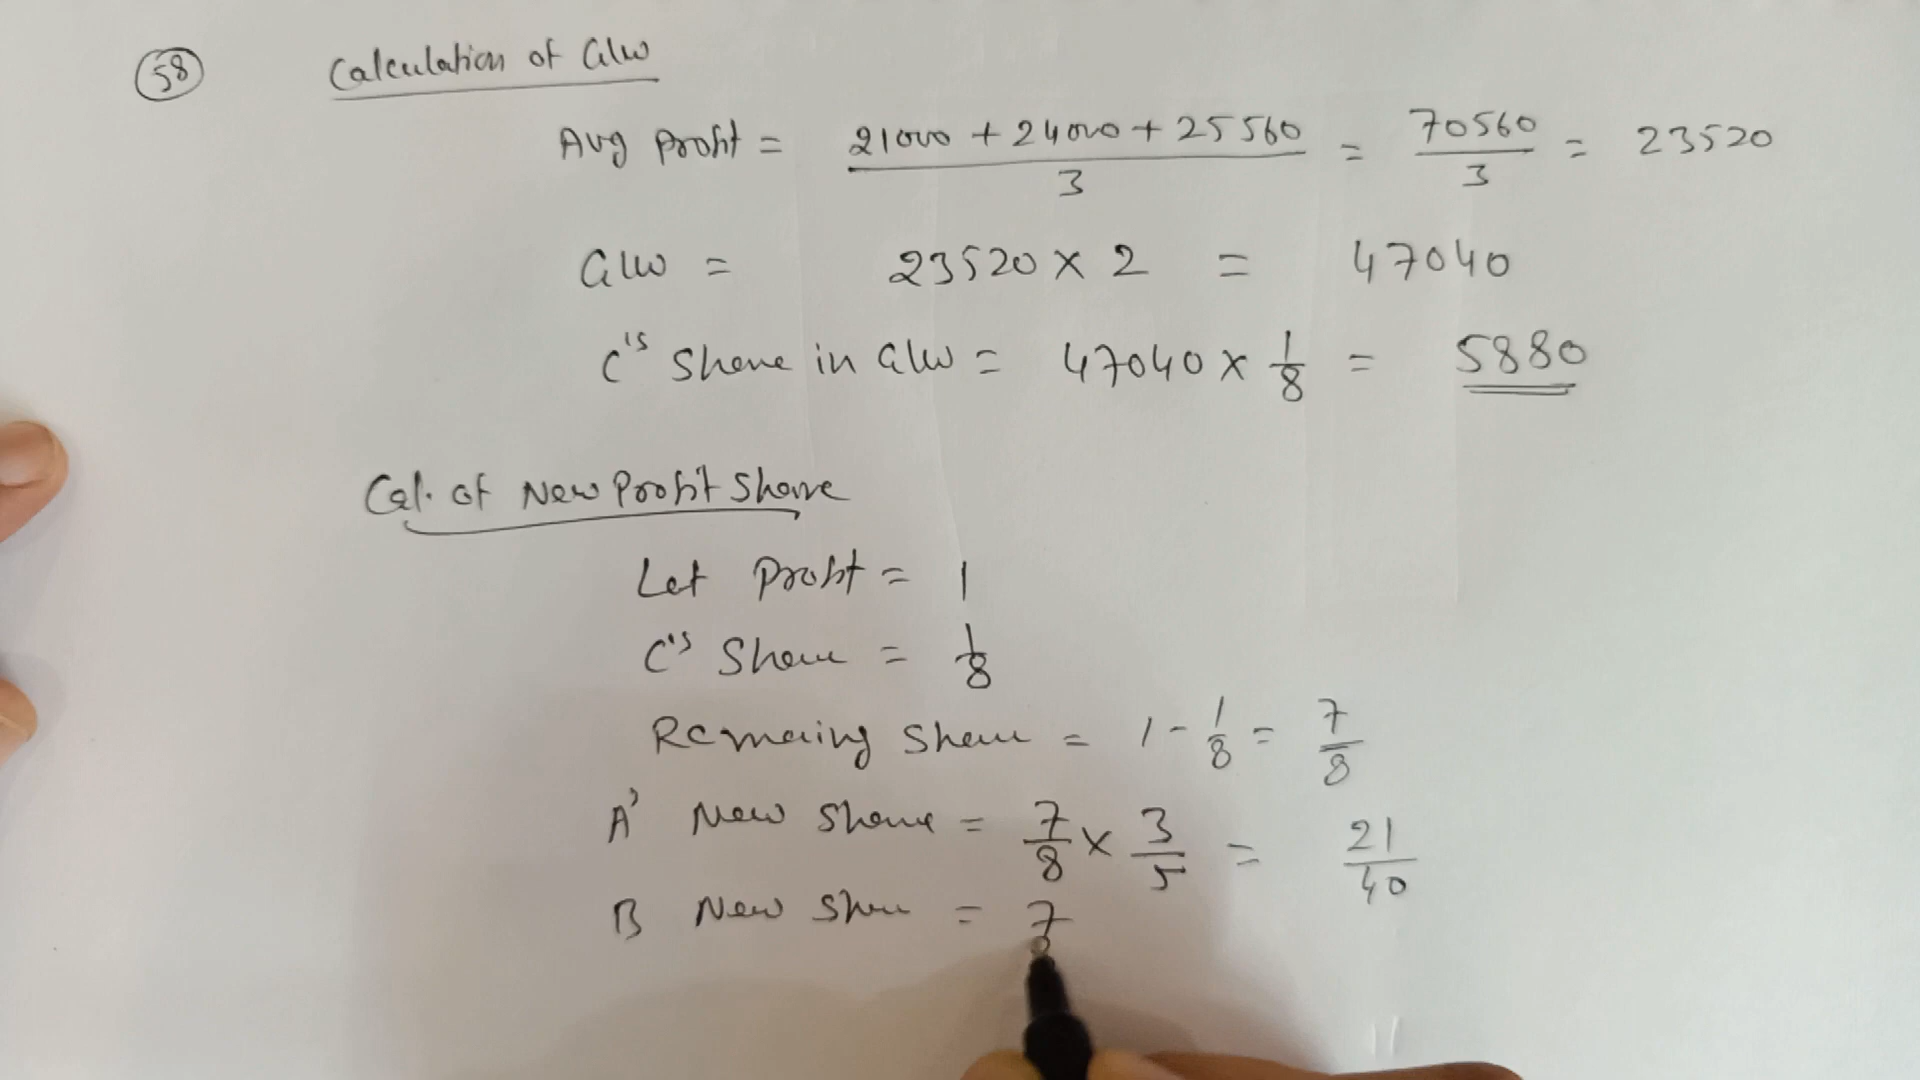 58 Calculation of G/w
Avg Profit = 21000 + 24000 + 25560 / 3 = 70560 / 3 = 23520
G/w = 23520 × 2 = 47040
C's Share in G/w = 47040 × 1/8 = 5880
Cal. of New Profit Share
Let Profit = 1
C's Share = 1/8
Remaing Share = 1 - 1/8 = 7/8
A' New Share = 7/8 × 3/5 = 21/40
B New Share = 7